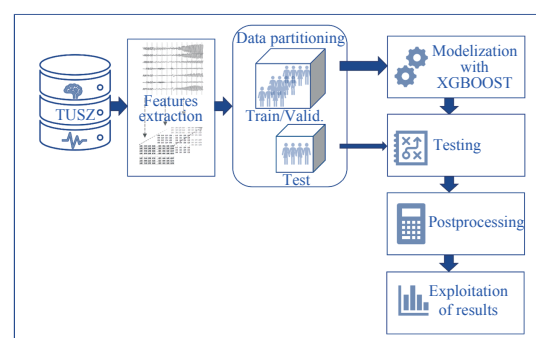 TUSZ
Features
extraction
Data partitioning
Train/Valid.
Test
Modelization
with
XGBOOST
Testing
Postprocessing
Exploitation
of results